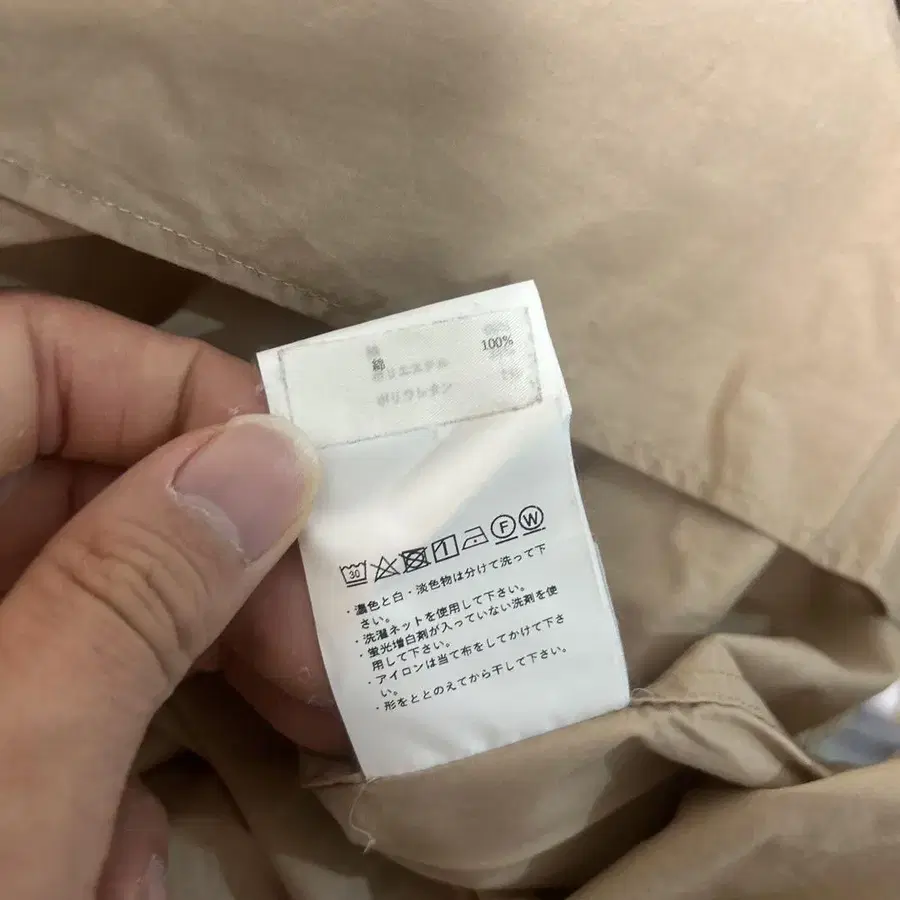 綿 100%
ポリエステル
ポリウレタン
30 1 F W
・濃色と白・淡色物は分けて洗って下
さい。
・洗濯ネットを使用して下さい。
・蛍光増白剤が入っていない洗剤を使
用して下さい。
・アイロンは当て布をしてかけて下さ
い。
・形をととのえてから干して下さい。